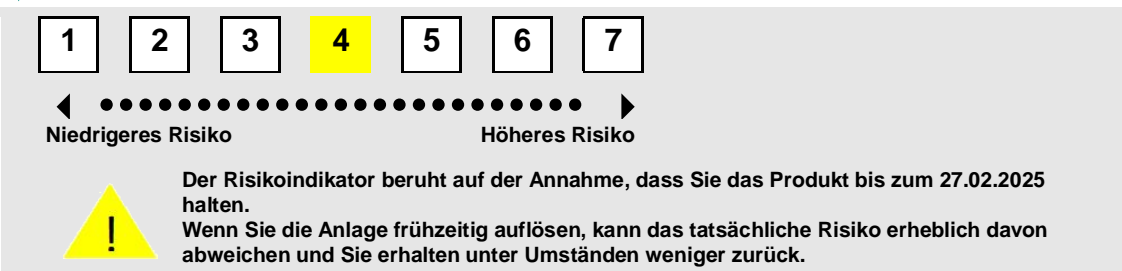 1 2 3 4 5 6 7
Niedrigeres Risiko Höheres Risiko
Der Risikoindikator beruht auf der Annahme, dass Sie das Produkt bis zum 27.02.2025
halten.
Wenn Sie die Anlage frühzeitig auflösen, kann das tatsächliche Risiko erheblich davon
abweichen und Sie erhalten unter Umständen weniger zurück.
!